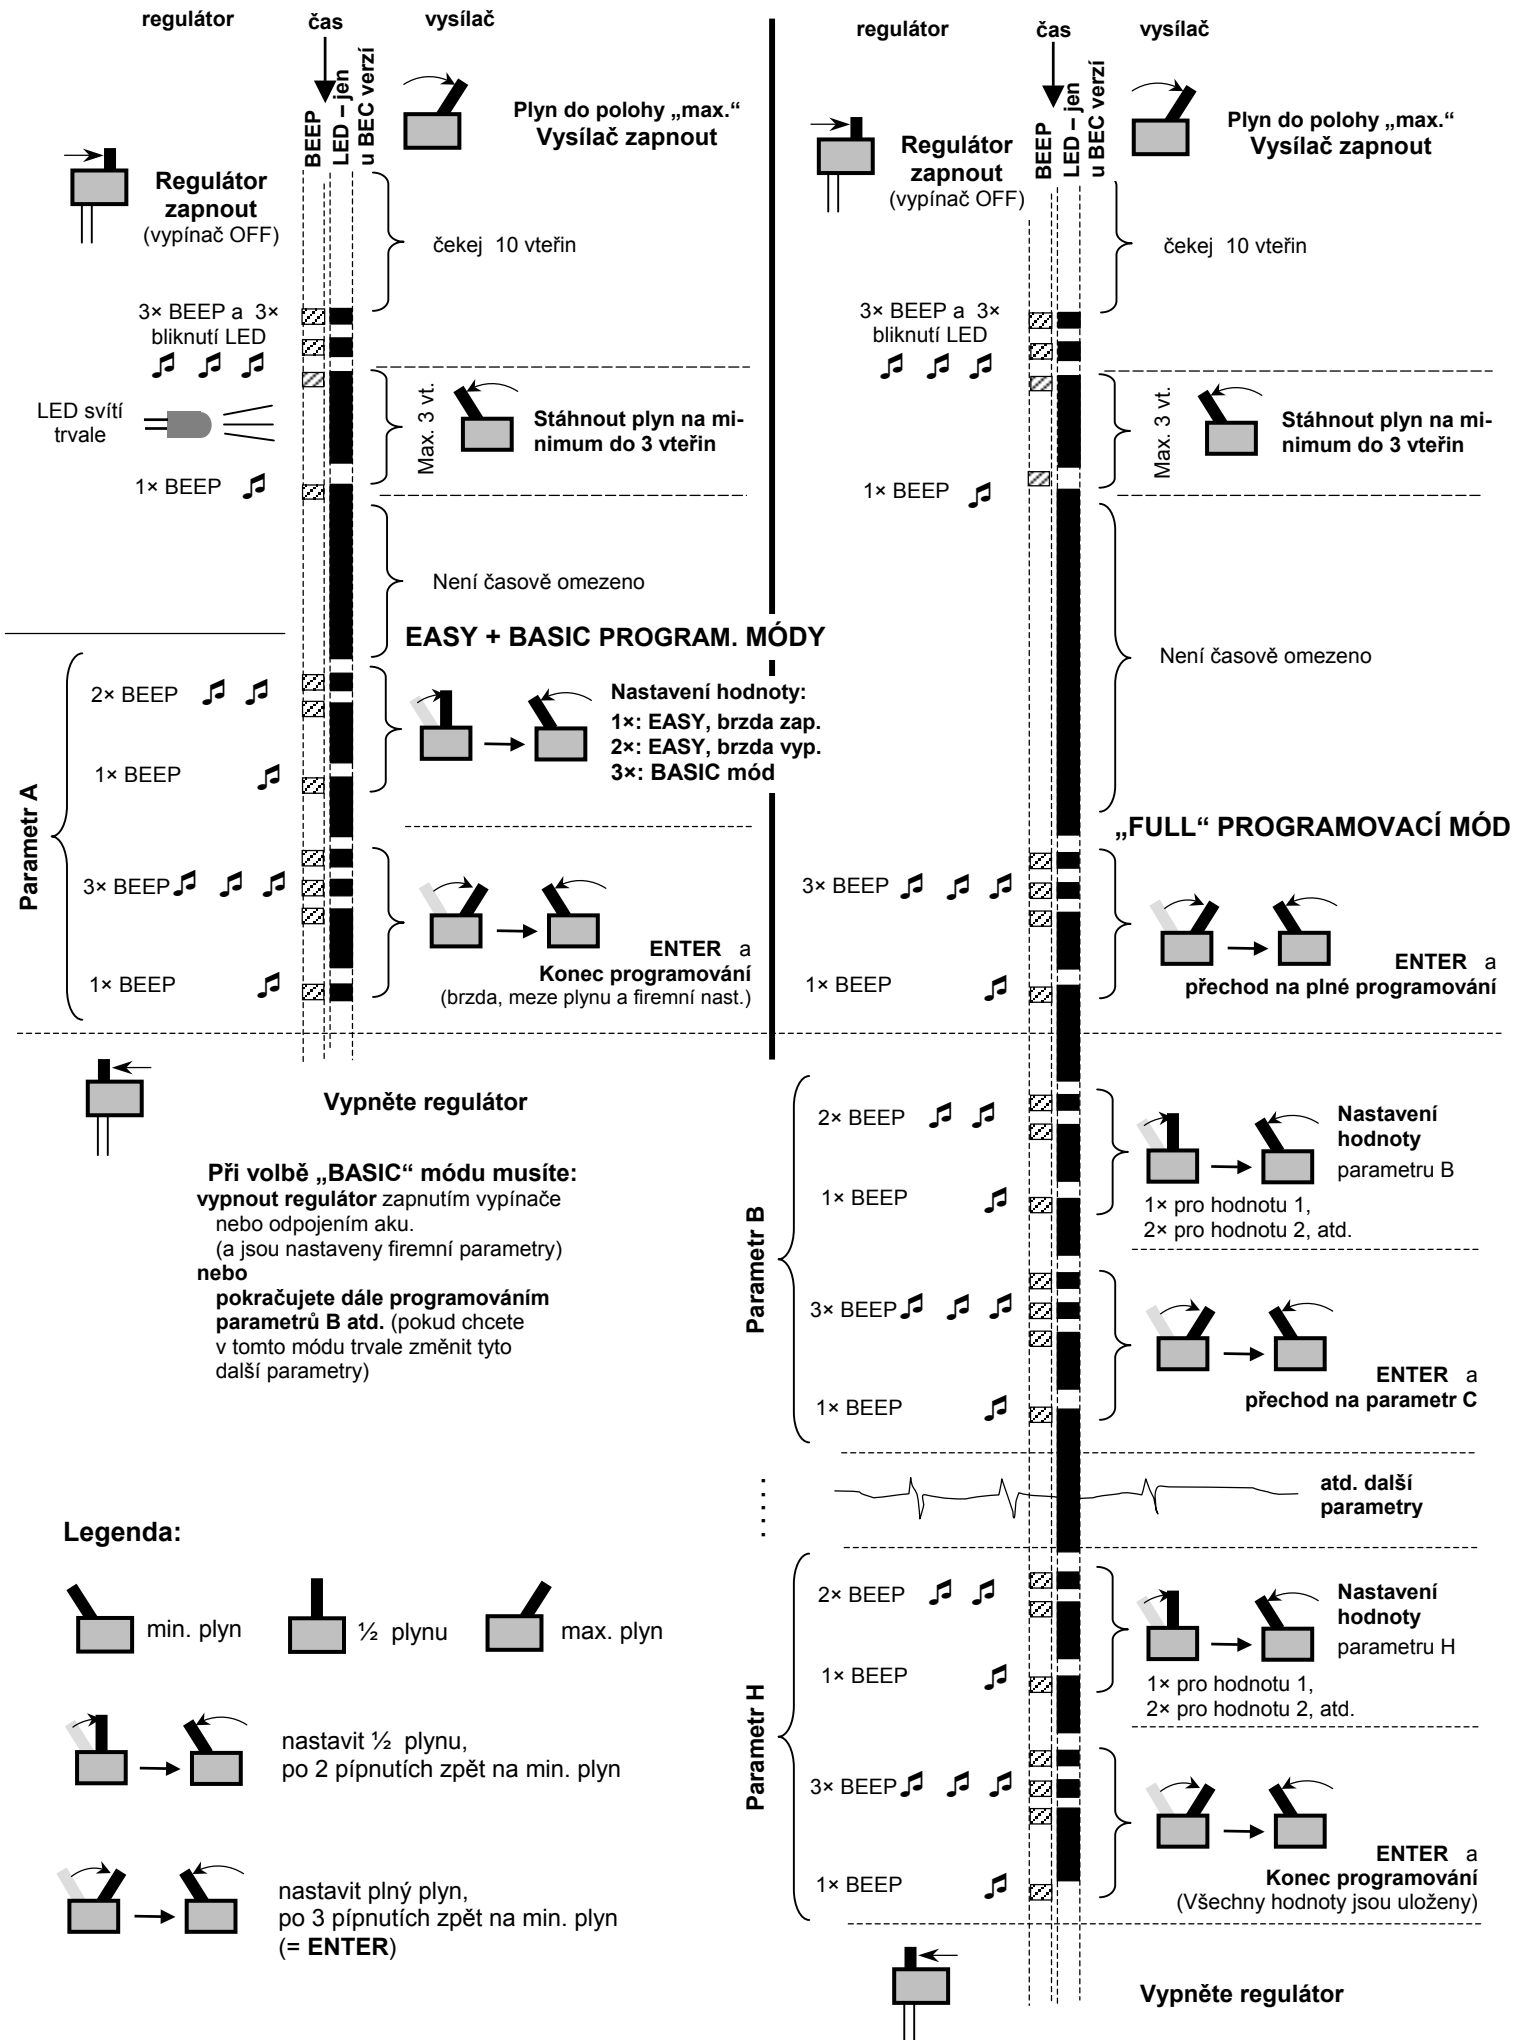 regulátor
čas
vysílač
BEEP
LED – jen
u BEC verzí
Plyn do polohy „max.“
Vysílač zapnout
Regulátor
zapnout
(vypínač OFF)
čekej 10 vteřin
3× BEEP a 3×
bliknutí LED
LED svítí
trvale
Max. 3 vt.
Stáhnout plyn na mi-
nimum do 3 vteřin
1× BEEP
Není časově omezeno
EASY + BASIC PROGRAM. MÓDY
Parametr A
2× BEEP
Nastavení hodnoty:
1×: EASY, brzda zap.
2×: EASY, brzda vyp.
3×: BASIC mód
1× BEEP
3× BEEP
ENTER a
Konec programování
(brzda, meze plynu a firemní nast.)
1× BEEP
Vypněte regulátor
Při volbě „BASIC“ módu musíte:
vypnout regulátor zapnutím vypínače
nebo odpojením aku.
(a jsou nastaveny firemní parametry)
nebo
pokračujete dále programováním
parametrů B atd. (pokud chcete
v tomto módu trvale změnit tyto
další parametry)
Legenda:
min. plyn
½ plynu
max. plyn
nastavit ½ plynu,
po 2 pípnutích zpět na min. plyn
nastavit plný plyn,
po 3 pípnutích zpět na min. plyn
(= ENTER)
regulátor
čas
vysílač
BEEP
LED – jen
u BEC verzí
Plyn do polohy „max.“
Vysílač zapnout
Regulátor
zapnout
(vypínač OFF)
čekej 10 vteřin
3× BEEP a 3×
bliknutí LED
Max. 3 vt.
Stáhnout plyn na mi-
nimum do 3 vteřin
1× BEEP
Není časově omezeno
„FULL“ PROGRAMOVACÍ MÓD
3× BEEP
1× BEEP
ENTER a
přechod na plné programování
Parametr B
2× BEEP
Nastavení
hodnoty
parametru B
1× BEEP
1× pro hodnotu 1,
2× pro hodnotu 2, atd.
3× BEEP
ENTER a
přechod na parametr C
1× BEEP
.....
atd. další
parametry
Parametr H
2× BEEP
Nastavení
hodnoty
parametru H
1× BEEP
1× pro hodnotu 1,
2× pro hodnotu 2, atd.
3× BEEP
ENTER a
Konec programování
(Všechny hodnoty jsou uloženy)
1× BEEP
Vypněte regulátor